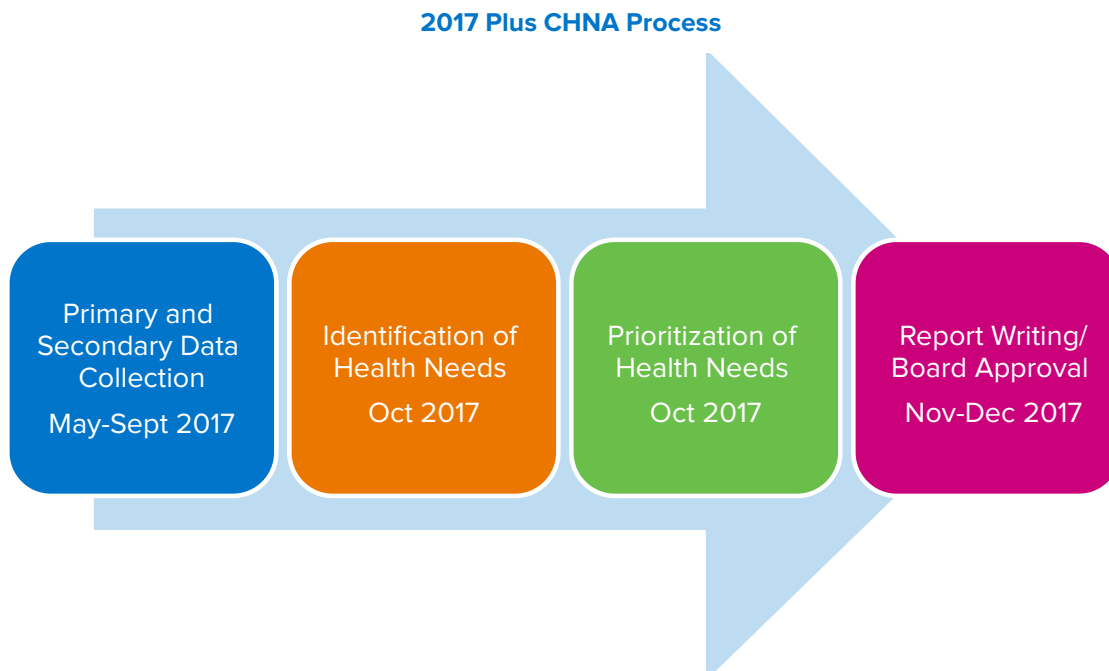 2017 Plus CHNA Process
Primary and
Secondary Data
Collection
May-Sept 2017
Identification of
Health Needs
Oct 2017
Prioritization of
Health Needs
Oct 2017
Report Writing/
Board Approval
Nov-Dec 2017